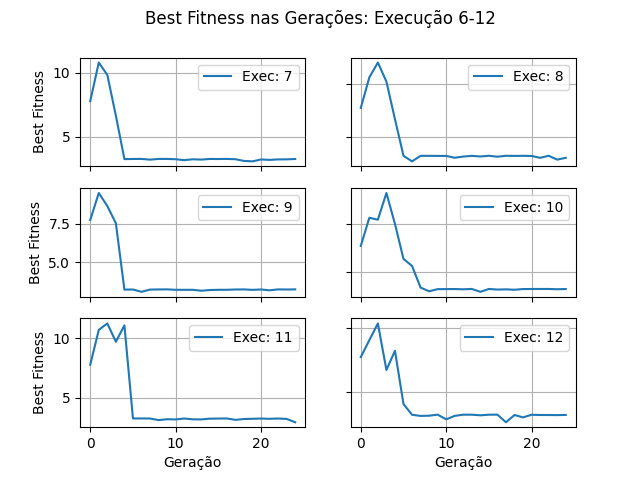 Best Fitness nas Gerações: Execução 6-12
Best Fitness
10
5
Exec: 7
Exec: 8
Best Fitness
7.5
5.0
Exec: 9
Exec: 10
Best Fitness
10
5
Exec: 11
Exec: 12
0 10 20
0 10 20
Geração
Geração